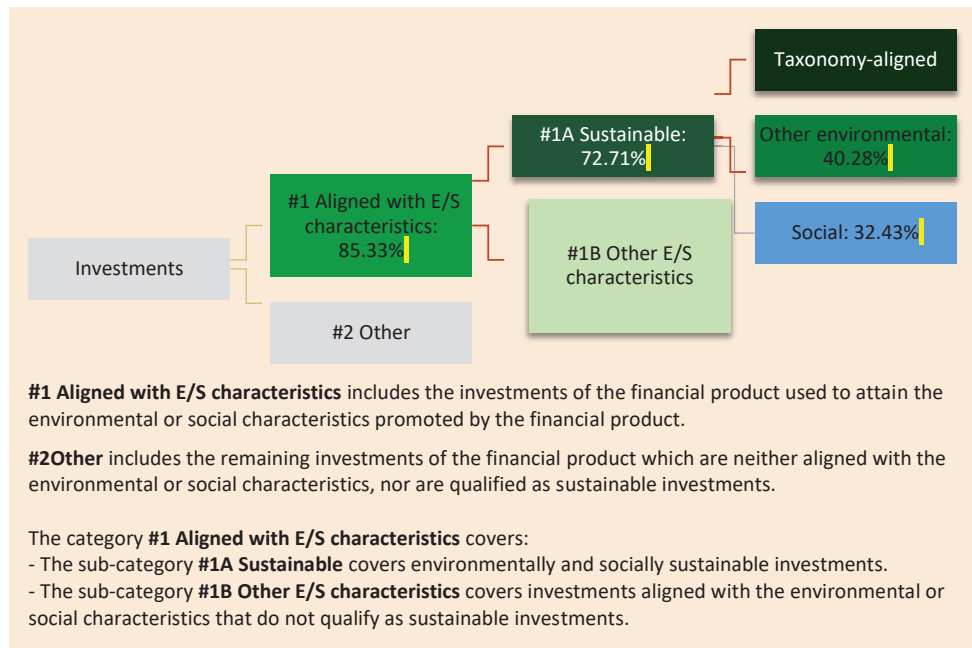 Taxonomy-aligned
#1A Sustainable:
72.71%
Other environmental:
40.28%
#1 Aligned with E/S
characteristics:
85.33%
Social: 32.43%
#1B Other E/S
characteristics
Investments
#2 Other
#1 Aligned with E/S characteristics includes the investments of the financial product used to attain the
environmental or social characteristics promoted by the financial product.
#2Other includes the remaining investments of the financial product which are neither aligned with the
environmental or social characteristics, nor are qualified as sustainable investments.
The category #1 Aligned with E/S characteristics covers:
- The sub-category #1A Sustainable covers environmentally and socially sustainable investments.
- The sub-category #1B Other E/S characteristics covers investments aligned with the environmental or
social characteristics that do not qualify as sustainable investments.